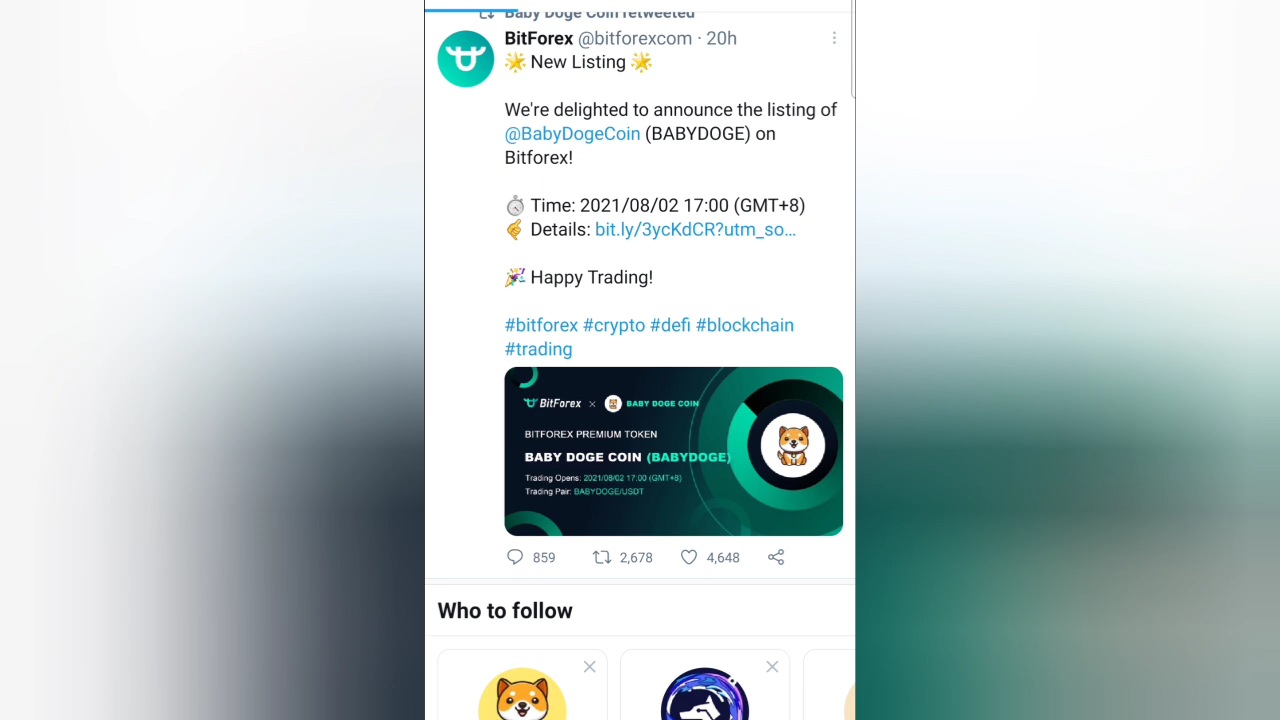 Baby Doge Coin retweeted
BitForex @bitforexcom · 20h
🌟 New Listing 🌟
We're delighted to announce the listing of
@BabyDogeCoin (BABYDOGE) on
Bitforex!
⏱ Time: 2021/08/02 17:00 (GMT+8)
🤙 Details: bit.ly/3ycKdCR?utm_so…
🎉 Happy Trading!
#bitforex #crypto #defi #blockchain
#trading
BitForex × BABY DOGE COIN
BITFOREX PREMIUM TOKEN
BABY DOGE COIN (BABYDOGE)
Trading Opens: 2021/08/02 17:00 (GMT+8)
Trading Pair: BABYDOGE/USDT
859 2,678 4,648
Who to follow